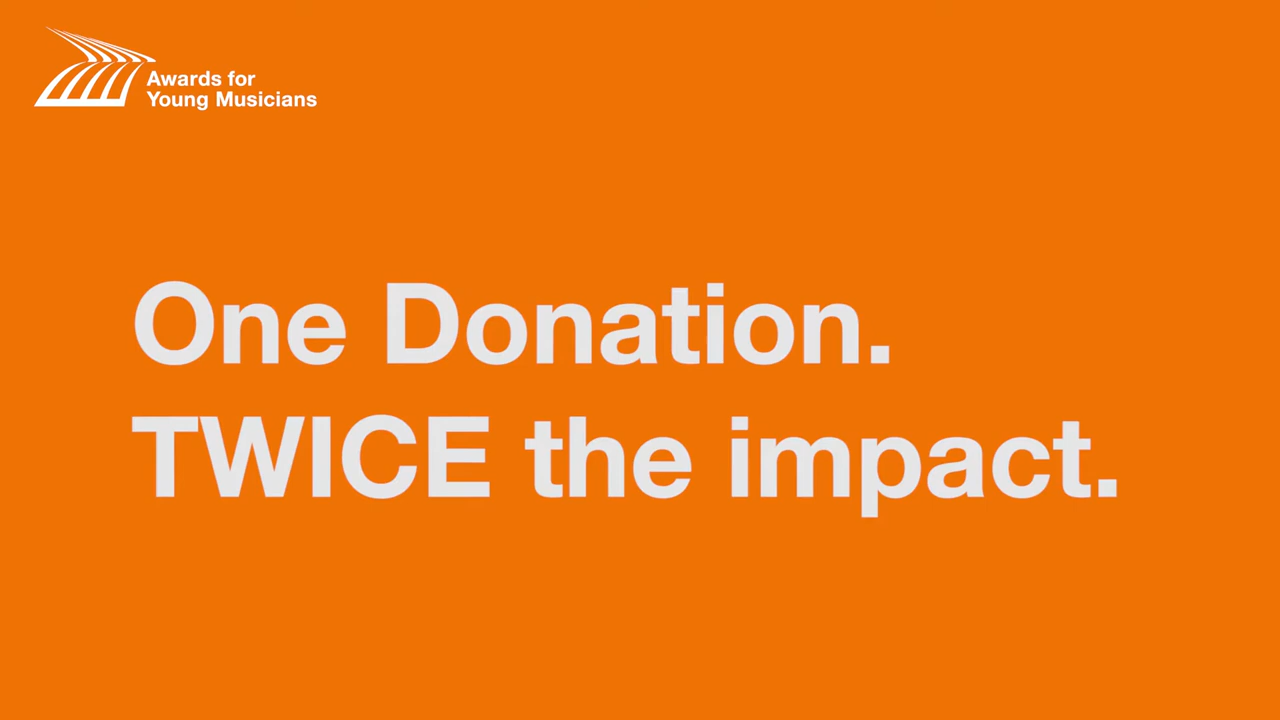 Awards for
Young Musicians
One Donation.
TWICE the impact.